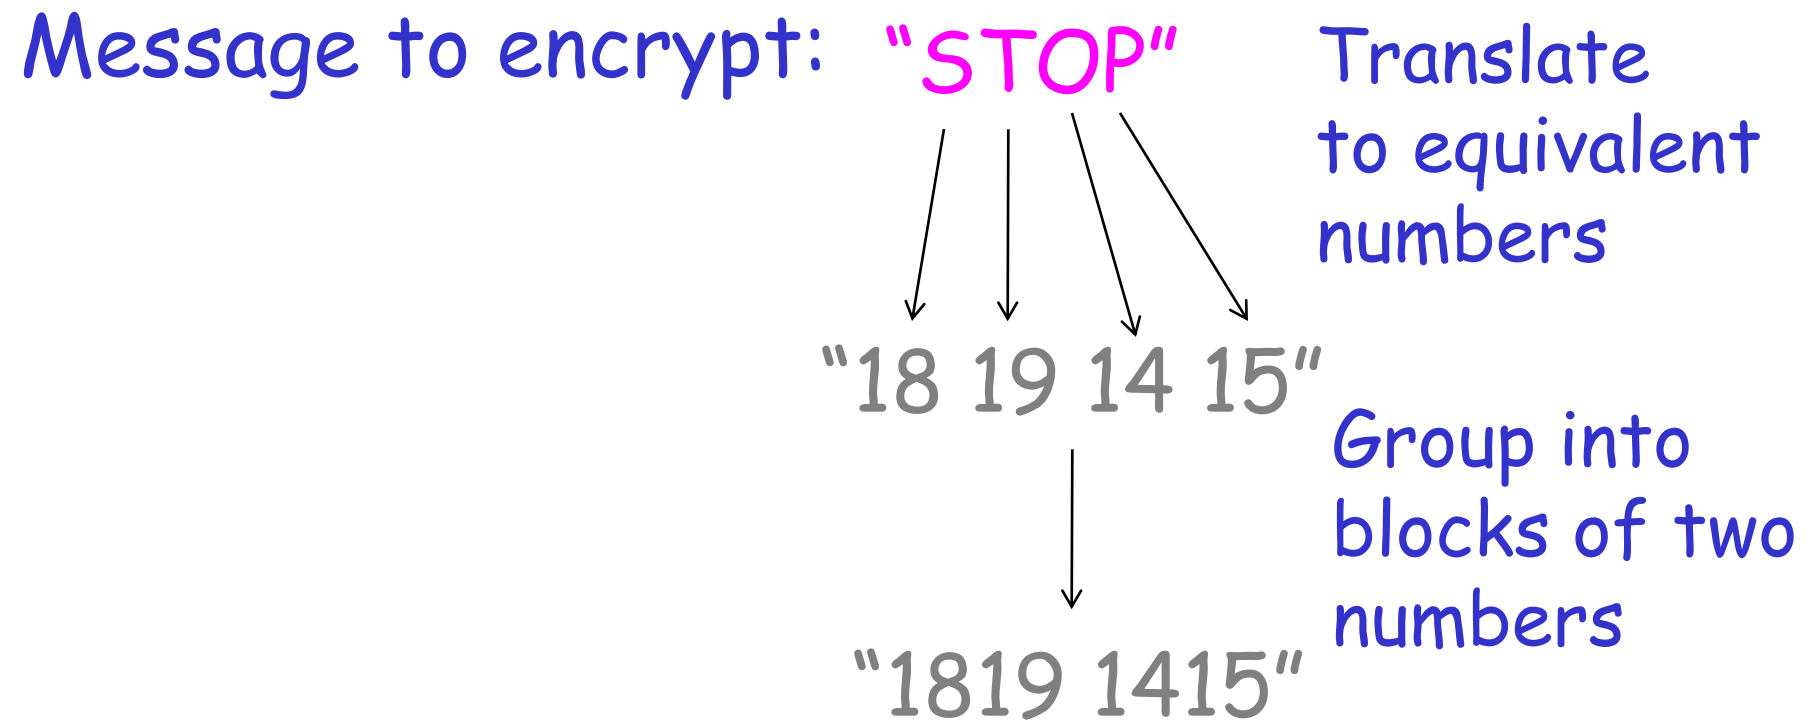 Message to encrypt: “STOP”
Translate
to equivalent
numbers
“18 19 14 15”
Group into
blocks of two
numbers
“1819 1415”